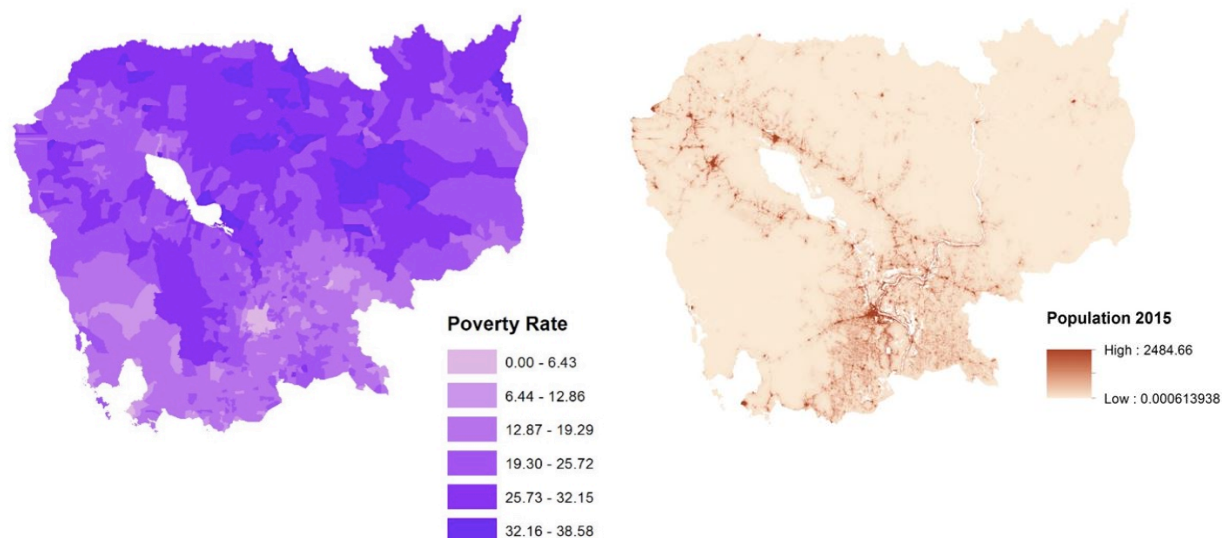 Poverty Rate
0.00 - 6.43
6.44 - 12.86
12.87 - 19.29
19.30 - 25.72
25.73 - 32.15
32.16 - 38.58
Population 2015
High : 2484.66
Low : 0.000613938